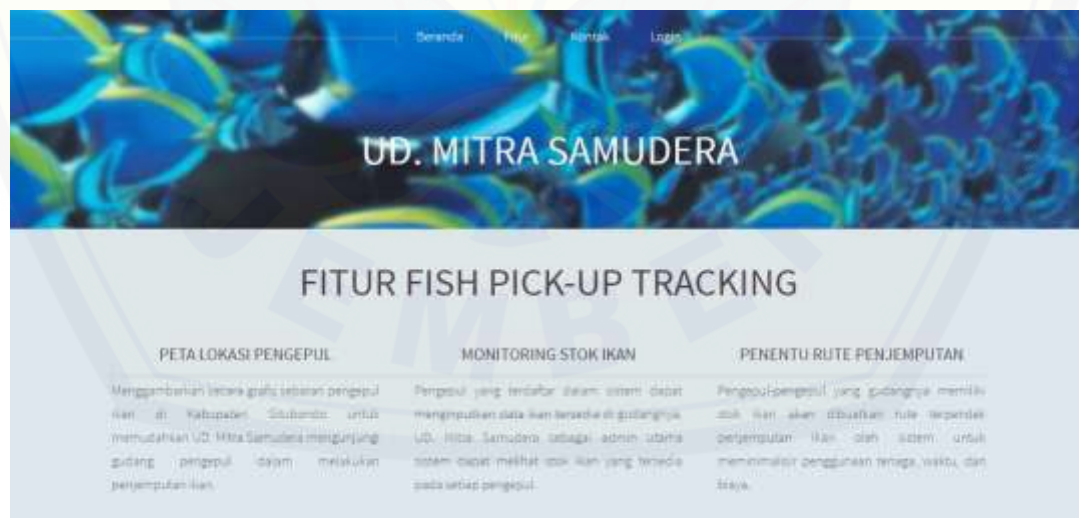 Beranda Fitur Kontak Login
UD. MITRA SAMUDERA
FITUR FISH PICK-UP TRACKING
PETA LOKASI PENGEPUL
Menggambarkan secara grafis sebaran pengepul
ikan di Kabupaten Situbondo untuk
memudahkan UD. Mitra Samudera mengunjungi
gudang pengepul dalam melakukan
penjemputan ikan.
MONITORING STOK IKAN
Pengepul yang terdaftar dalam sistem dapat
menginputkan data ikan tersedia di gudangnya.
UD. Mitra Samudera sebagai admin utama
sistem dapat melihat stok ikan yang tersedia
pada setiap pengepul.
PENENTU RUTE PENJEMPUTAN
Pengepul-pengepul yang gudangnya memiliki
stok ikan akan dibuatkan rute terpendek
penjemputan ikan oleh sistem untuk
meminimalisir penggunaan tenaga, waktu, dan
biaya.